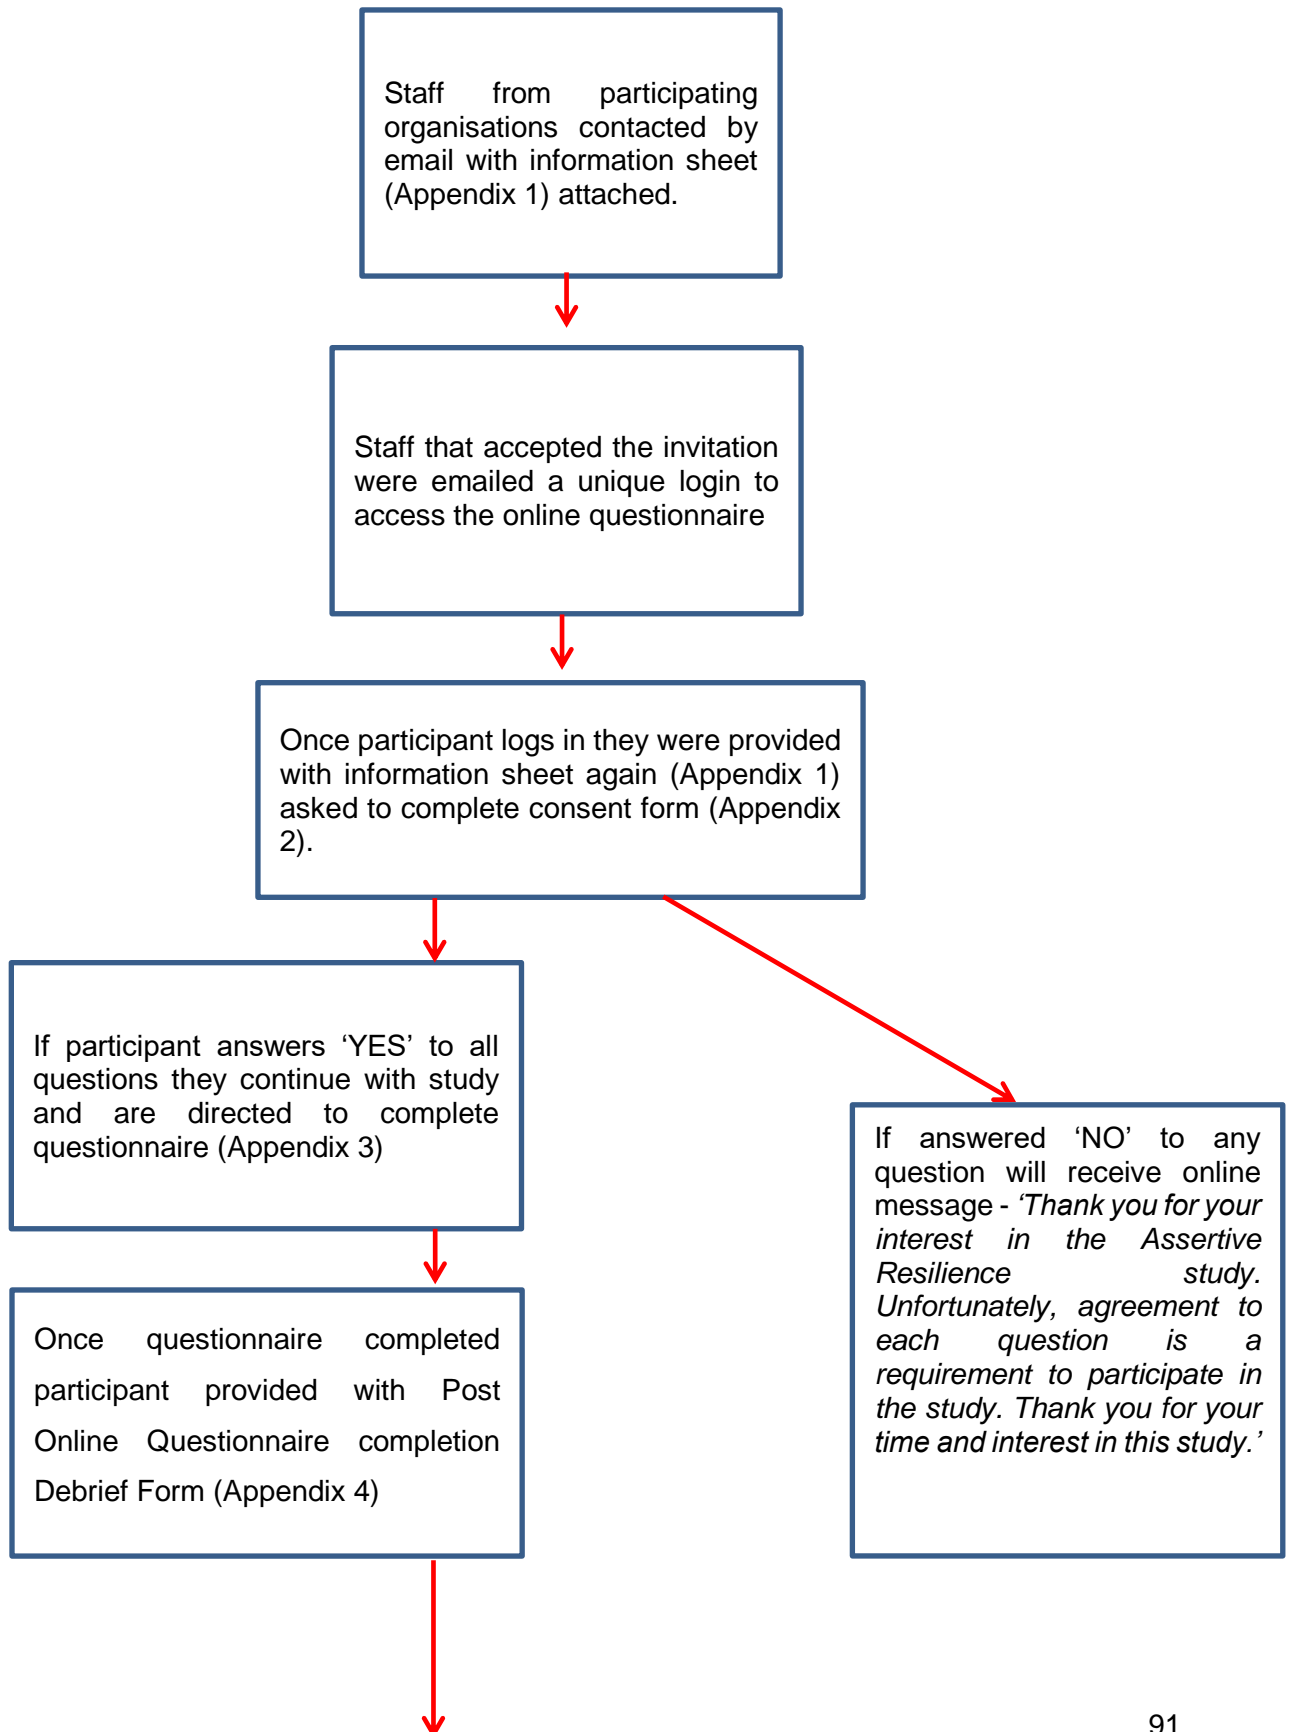 Staff from participating
organisations contacted by
email with information sheet
(Appendix 1) attached.
Staff that accepted the invitation
were emailed a unique login to
access the online questionnaire
Once participant logs in they were provided
with information sheet again (Appendix 1)
asked to complete consent form (Appendix
2).
If participant answers ‘YES’ to all
questions they continue with study
and are directed to complete
questionnaire (Appendix 3)
If answered ‘NO’ to any
question will receive online
message - ‘Thank you for your
interest in the Assertive
Resilience study.
Unfortunately, agreement to
each question is a
requirement to participate in
the study. Thank you for your
time and interest in this study.’
Once questionnaire completed
participant provided with Post
Online Questionnaire completion
Debrief Form (Appendix 4)
91